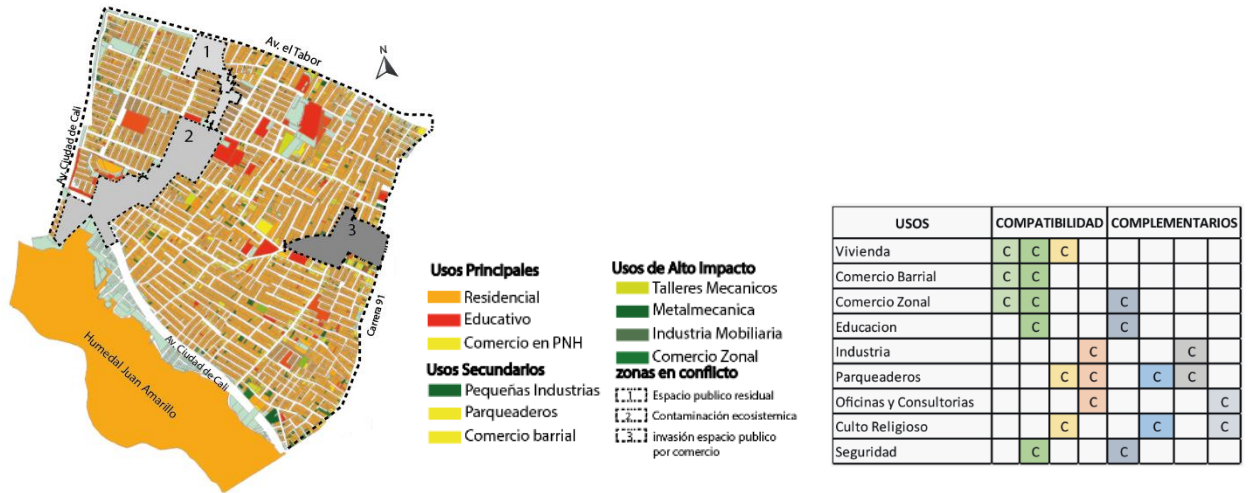 Av. el Tabor
N
1
2
3
Av. Ciudad de Cali
Av. Ciudad de Cali
Carrera 91
Humedal Juan Amarillo
Usos Principales
Residencial
Educativo
Comercio en PNH
Usos Secundarios
Pequeñas Industrias
Parqueaderos
Comercio barrial
Usos de Alto Impacto
Talleres Mecanicos
Metalmecanica
Industria Mobiliaria
Comercio Zonal
zonas en conflicto
1 Espacio publico residual
2 Contaminación ecosistemica
3 invasión espacio publico
por comercio
USOS COMPATIBILIDAD COMPLEMENTARIOS
Vivienda C C C
Comercio Barrial C C
Comercio Zonal C C C
Educacion C C
Industria C C
Parqueaderos C C C C
Oficinas y Consultorias C C
Culto Religioso C C C
Seguridad C C